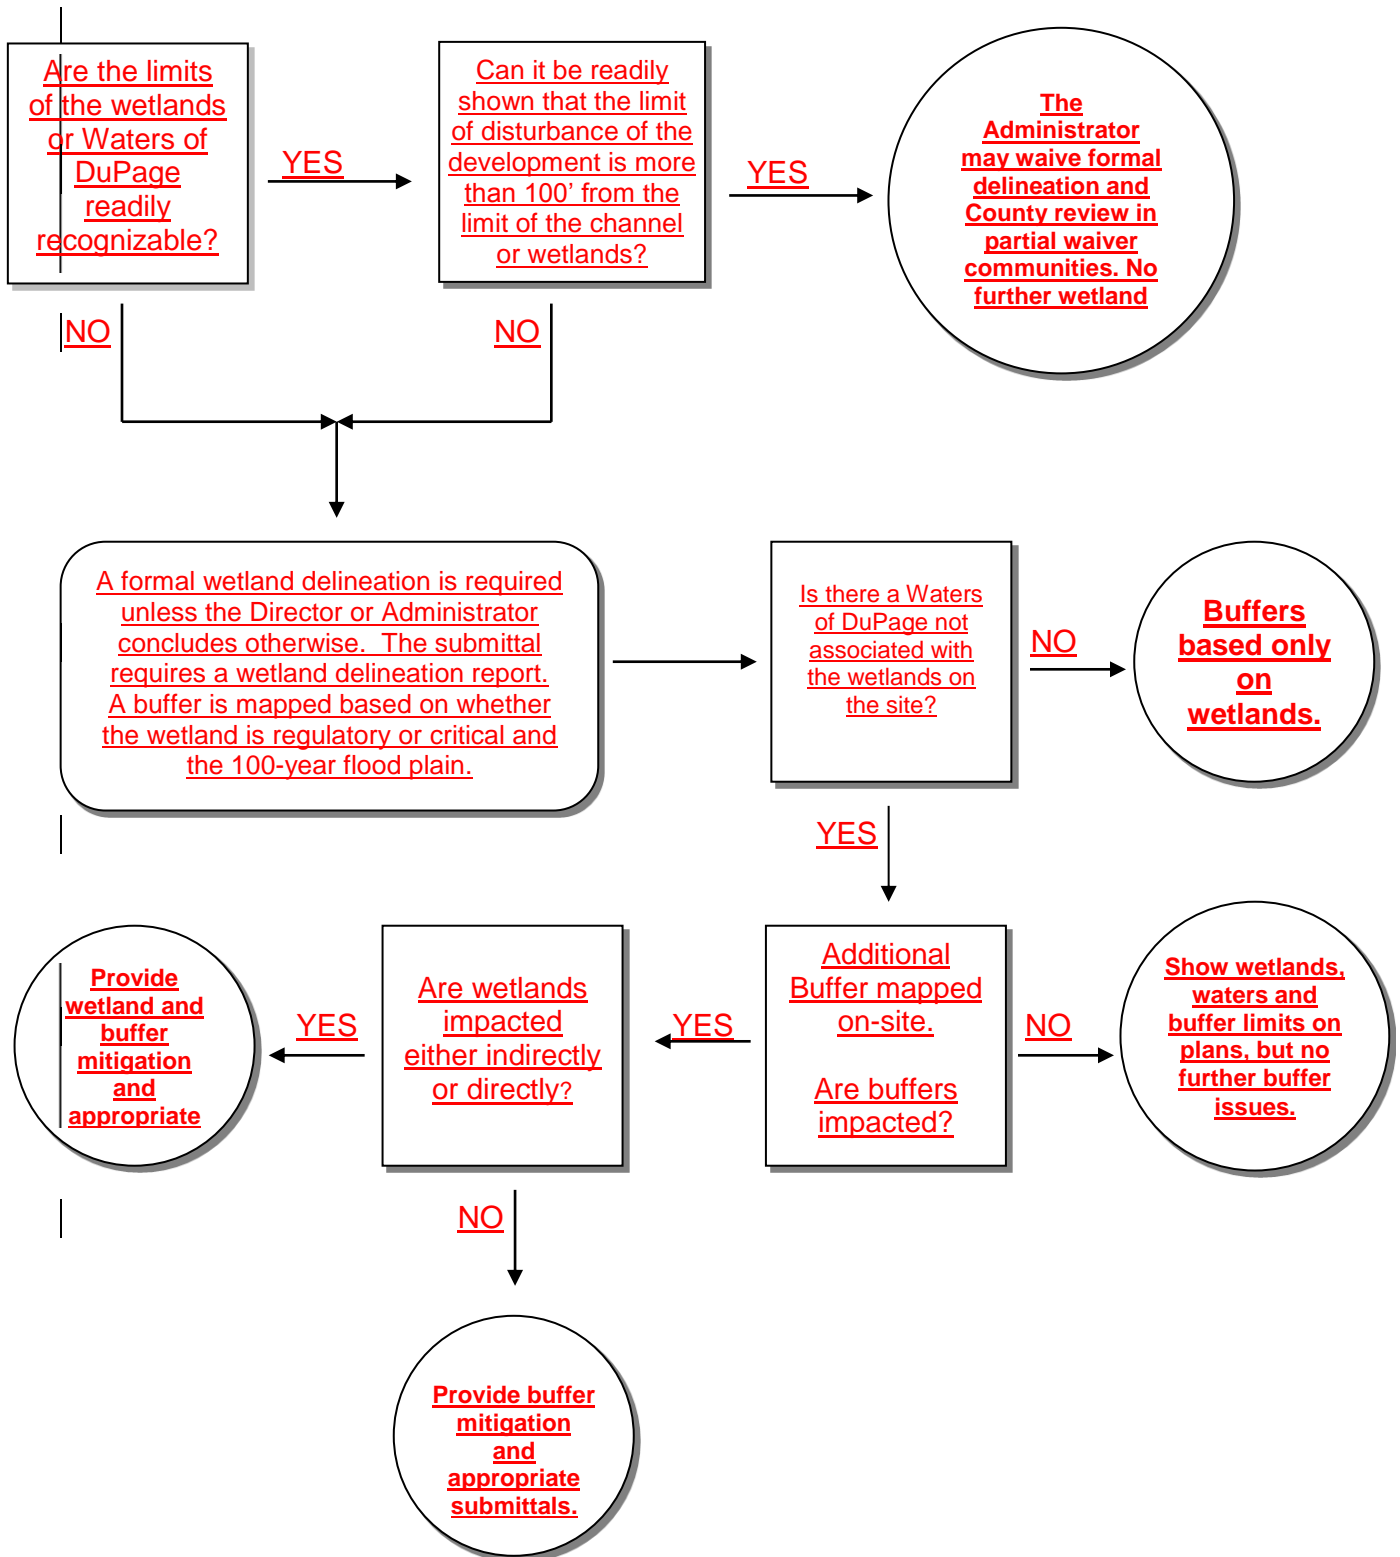 Are the limits
of the wetlands
or Waters of
DuPage
readily
recognizable?
YES
Can it be readily
shown that the limit
of disturbance of the
development is more
than 100’ from the
limit of the channel
or wetlands?
YES
The
Administrator
may waive formal
delineation and
County review in
partial waiver
communities. No
further wetland
NO
NO
A formal wetland delineation is required
unless the Director or Administrator
concludes otherwise.  The submittal
requires a wetland delineation report.
A buffer is mapped based on whether
the wetland is regulatory or critical and
the 100-year flood plain.
Is there a Waters
of DuPage not
associated with
the wetlands on
the site?
NO
Buffers
based only
on
wetlands.
YES
Provide
wetland and
buffer
mitigation
and
appropriate
YES
Are wetlands
impacted
either indirectly
or directly?
YES
Additional
Buffer mapped
on-site.
Are buffers
impacted?
NO
Show wetlands,
waters and
buffer limits on
plans, but no
further buffer
issues.
NO
Provide buffer
mitigation
and
appropriate
submittals.